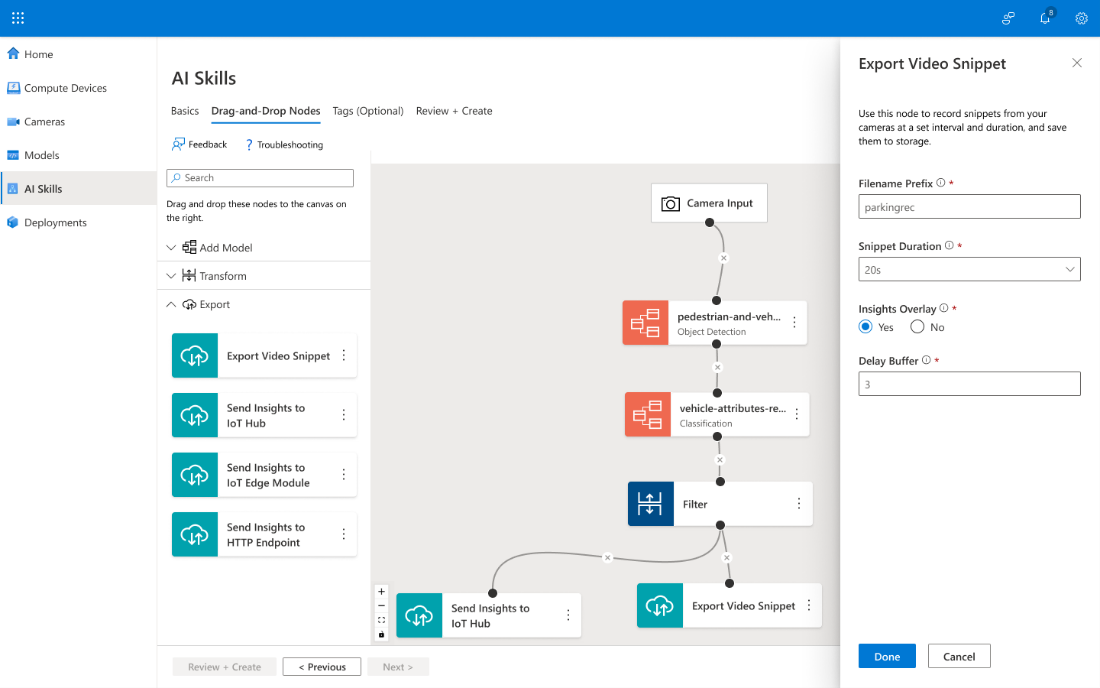 8
Home
Compute Devices
Cameras
Models
AI Skills
Deployments
AI Skills
Basics
Drag-and-Drop Nodes
Tags (Optional)
Review + Create
Feedback
? Troubleshooting
Search
Drag and drop these nodes to the canvas on
the right.
Add Model
Transform
Export
Export Video Snippet
Send Insights to
IoT Hub
Send Insights to
IoT Edge Module
Send Insights to
HTTP Endpoint
Camera Input
pedestrian-and-veh...
Object Detection
vehicle-attributes-re...
Classification
Filter
Send Insights to
IoT Hub
Export Video Snippet
Review + Create
< Previous
Next >
Export Video Snippet
Use this node to record snippets from your
cameras at a set interval and duration, and save
them to storage.
Filename Prefix *
parkingrec
Snippet Duration *
20s
Insights Overlay *
Yes
No
Delay Buffer *
3
Done
Cancel